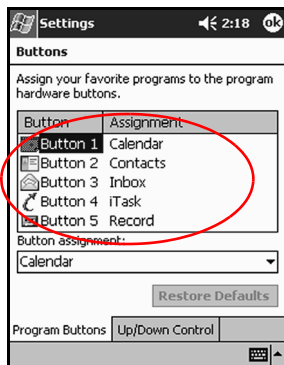 Settings 2:18 ok
Buttons
Assign your favorite programs to the program
hardware buttons.
Button Assignment
Button 1 Calendar
Button 2 Contacts
Button 3 Inbox
Button 4 iTask
Button 5 Record
Button assignment:
Calendar
Restore Defaults
Program Buttons Up/Down Control